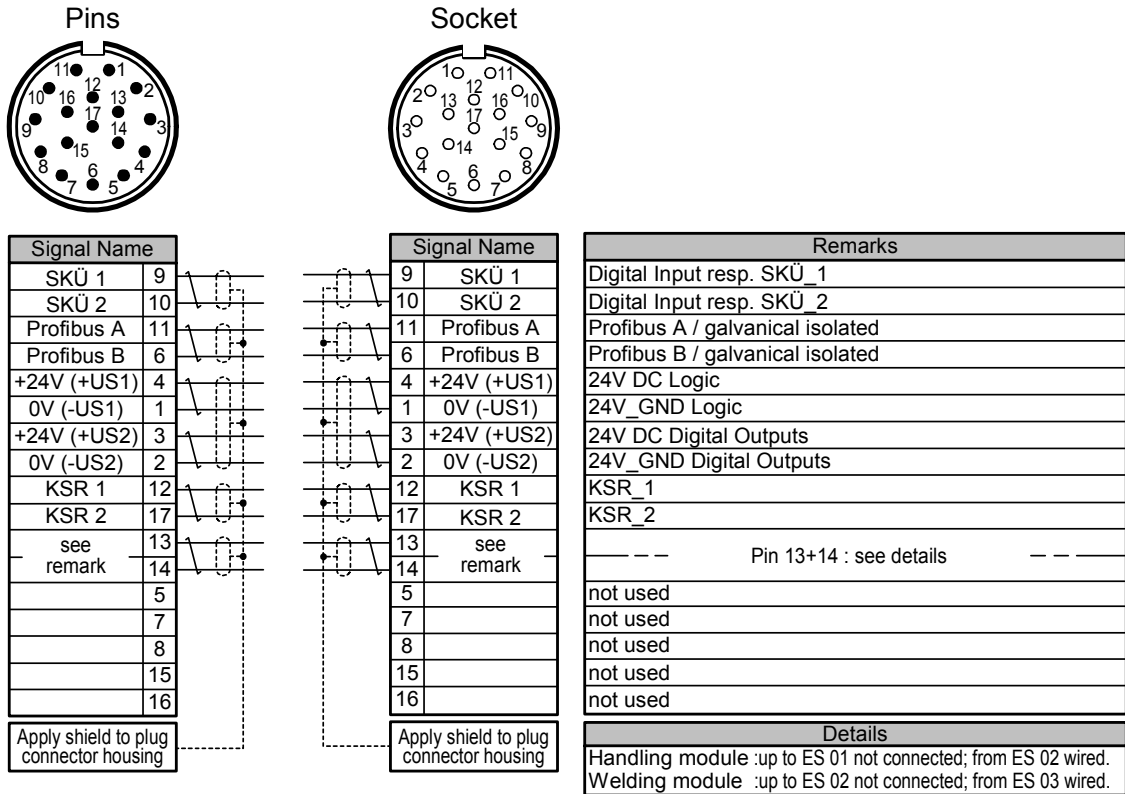 Pins
Socket
11 1
10 16 12 13 2
9 17 14 3
8 15 4
7 6 5
1 11
2 13 12 16 10
3 17 15 9
4 14 8
5 6 7
Signal Name
SKÜ 1 9
SKÜ 2 10
Profibus A 11
Profibus B 6
+24V (+US1) 4
0V (-US1) 1
+24V (+US2) 3
0V (-US2) 2
KSR 1 12
KSR 2 17
see 13
remark 14
5
7
8
15
16
Apply shield to plug
connector housing
Signal Name
9 SKÜ 1
10 SKÜ 2
11 Profibus A
6 Profibus B
4 +24V (+US1)
1 0V (-US1)
3 +24V (+US2)
2 0V (-US2)
12 KSR 1
17 KSR 2
13 see
14 remark
5
7
8
15
16
Apply shield to plug
connector housing
Remarks
Digital Input resp. SKÜ_1
Digital Input resp. SKÜ_2
Profibus A / galvanical isolated
Profibus B / galvanical isolated
24V DC Logic
24V_GND Logic
24V DC Digital Outputs
24V_GND Digital Outputs
KSR_1
KSR_2
Pin 13+14 : see details
not used
not used
not used
not used
not used
Details
Handling module :up to ES 01 not connected; from ES 02 wired.
Welding module :up to ES 02 not connected; from ES 03 wired.